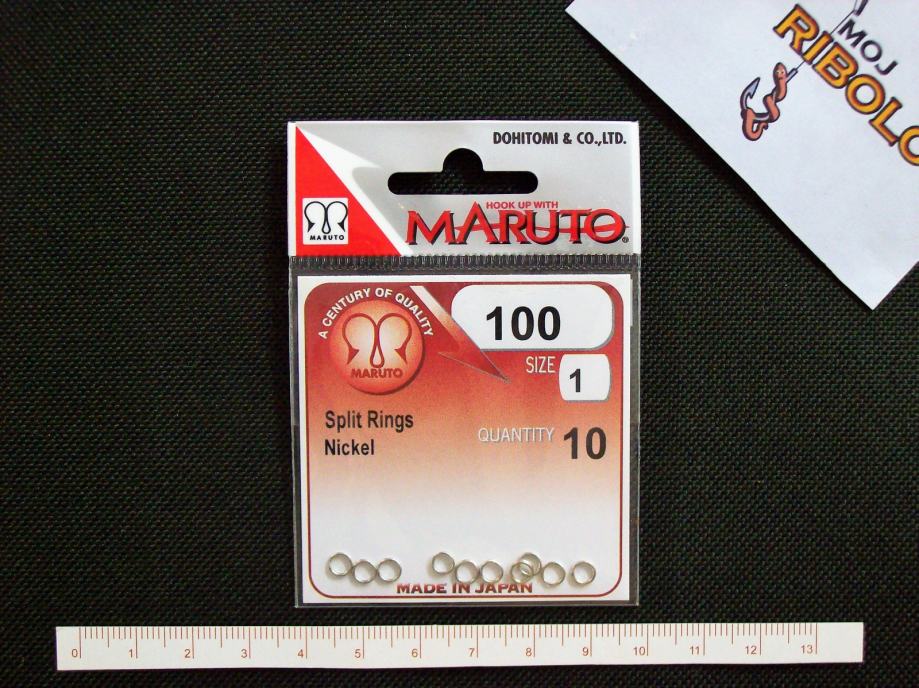 MOJ
RIBOLO
DOHITOMI & CO.,LTD.
HOOK UP WITH
MARUTO®
MARUTO
A CENTURY OF QUALITY
MARUTO
100
SIZE 1
Split Rings
Nickel
QUANTITY 10
MADE IN JAPAN
0 1 2 3 4 5 6 7 8 9 10 11 12 13